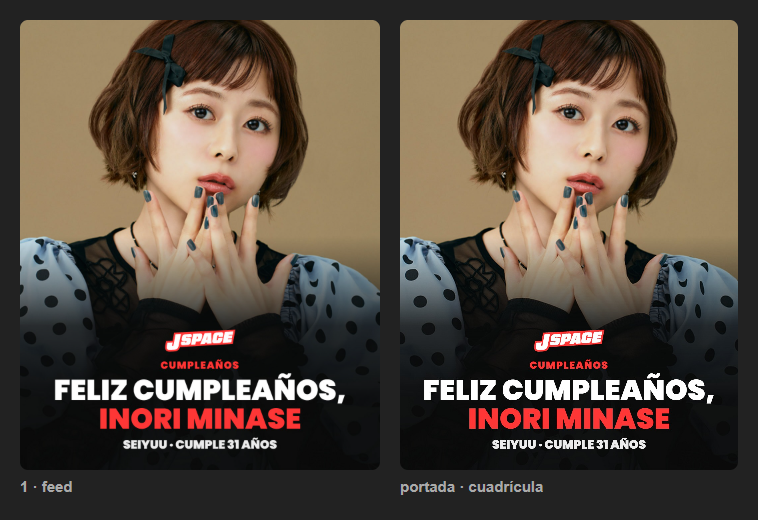 JSPACE
CUMPLEAÑOS
FELIZ CUMPLEAÑOS,
INORI MINASE
SEIYUU · CUMPLE 31 AÑOS
1 · feed
JSPACE
CUMPLEAÑOS
FELIZ CUMPLEAÑOS,
INORI MINASE
SEIYUU · CUMPLE 31 AÑOS
portada · cuadrícula